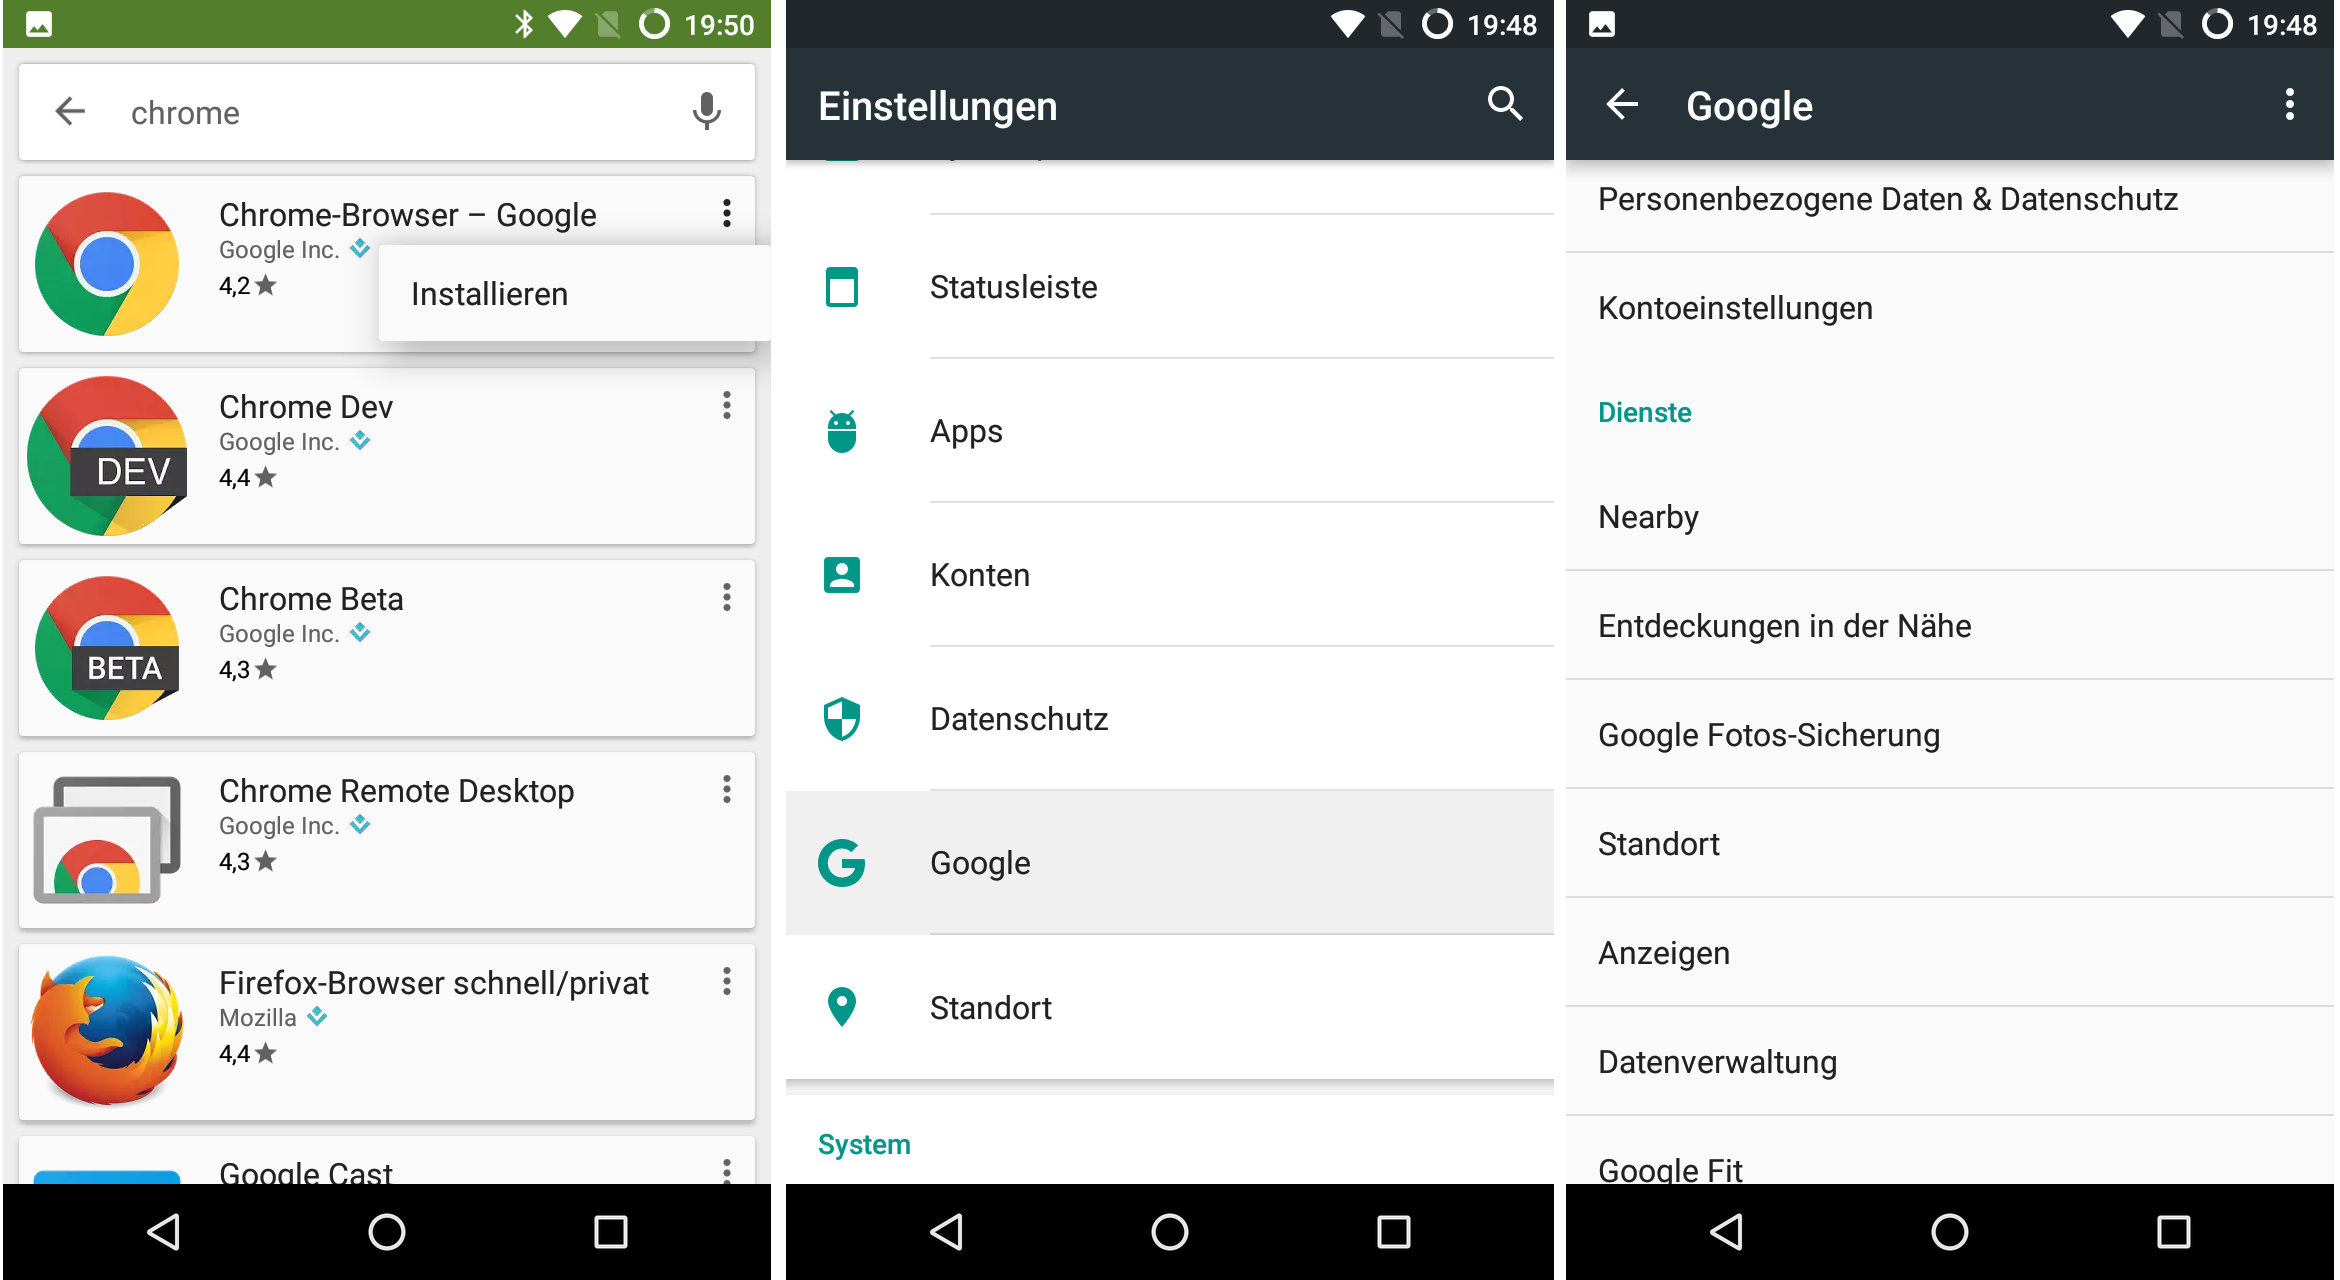 19:50
chrome
Chrome-Browser – Google
Google Inc.
4,2
Installieren
Chrome Dev
Google Inc.
4,4
DEV
Chrome Beta
Google Inc.
4,3
BETA
Chrome Remote Desktop
Google Inc.
4,3
Firefox-Browser schnell/privat
Mozilla
4,4
Google Cast
19:48
Einstellungen
Statusleiste
Apps
Konten
Datenschutz
Google
Standort
System
19:48
Google
Personenbezogene Daten & Datenschutz
Kontoeinstellungen
Dienste
Nearby
Entdeckungen in der Nähe
Google Fotos-Sicherung
Standort
Anzeigen
Datenverwaltung
Google Fit